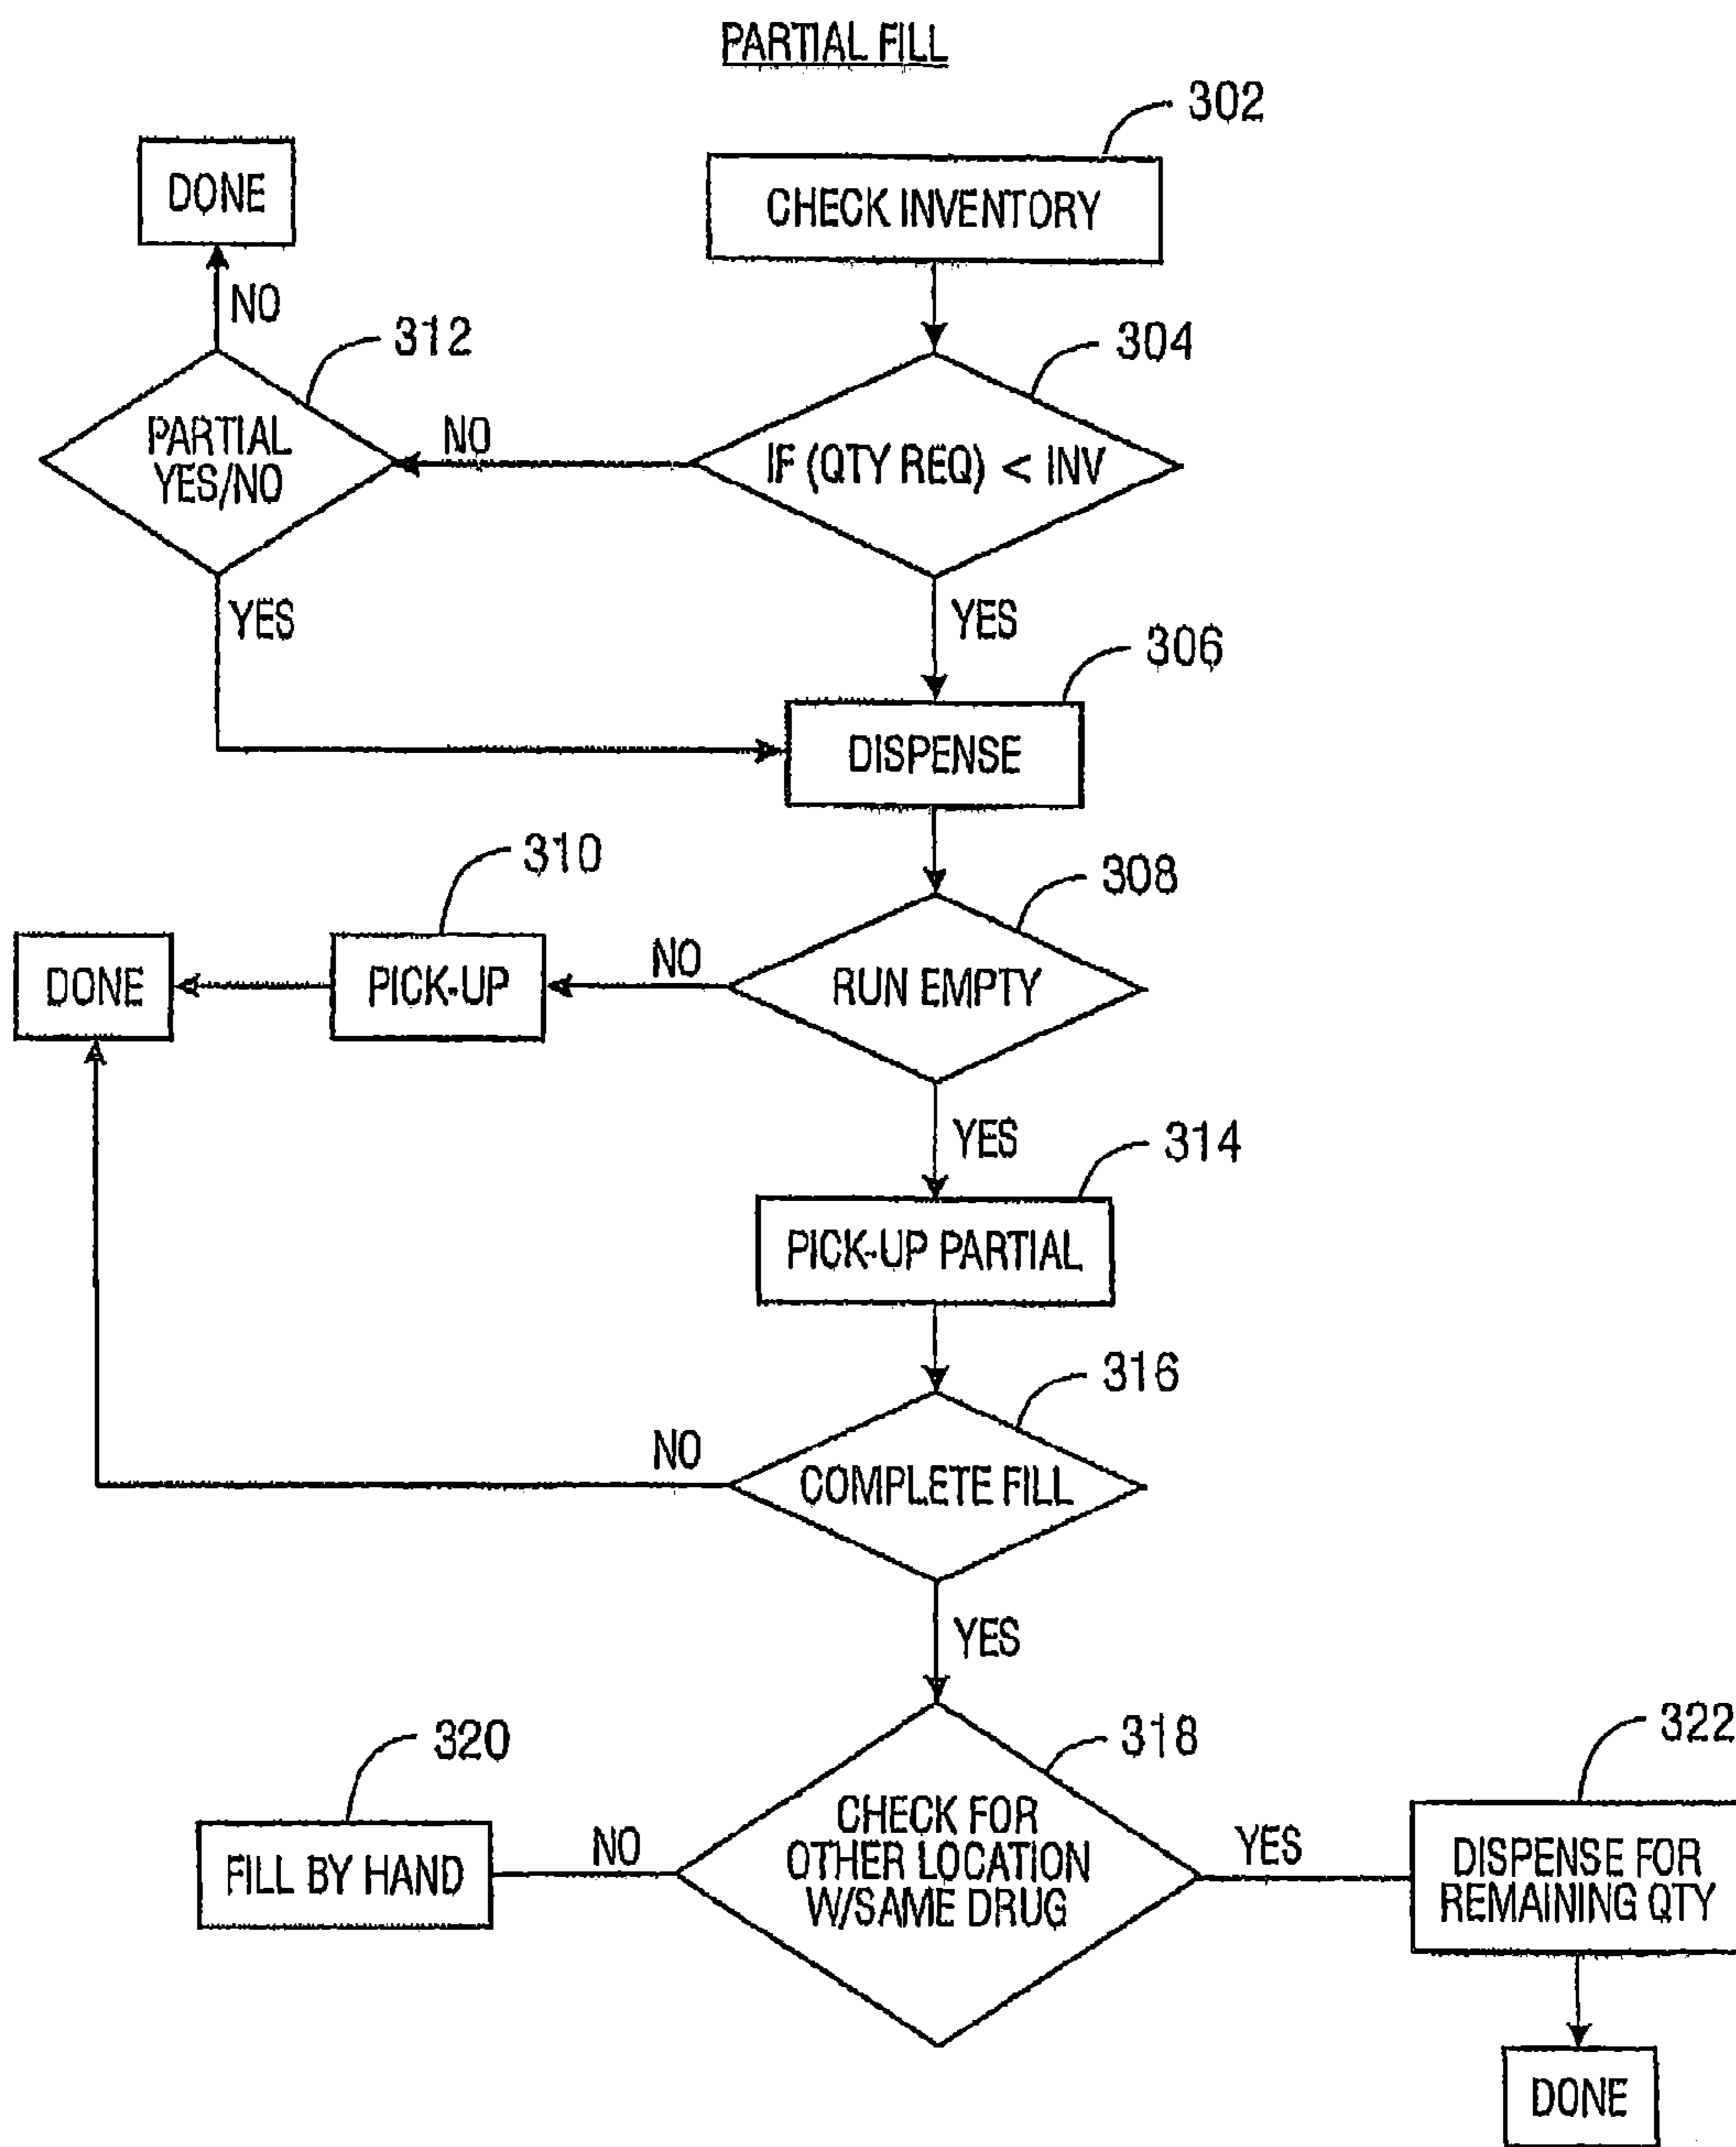 PARTIAL FILL
302
CHECK INVENTORY
DONE
NO
312
304
PARTIAL
YES/NO
NO
IF (QTY REQ) < INV
YES
YES
306
DISPENSE
310
308
DONE
PICK-UP
NO
RUN EMPTY
YES
314
PICK-UP PARTIAL
316
NO
COMPLETE FILL
YES
320
318
322
FILL BY HAND
NO
CHECK FOR
OTHER LOCATION
W/SAME DRUG
YES
DISPENSE FOR
REMAINING QTY
DONE